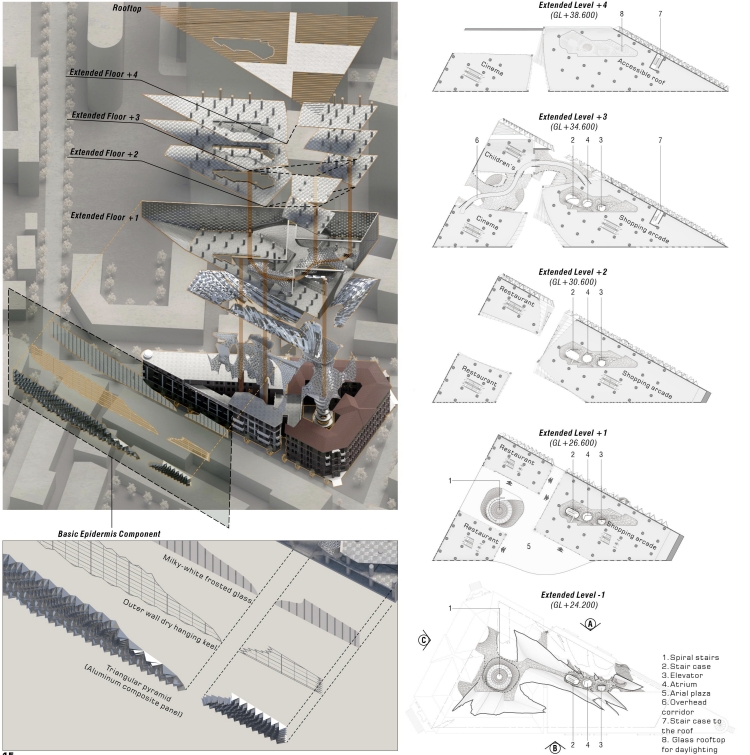 Rooftop
Extended Floor +4
Extended Floor +3
Extended Floor +2
Extended Floor +1
Basic Epidermis Component
Milky-white frosted glass
Outer wall dry hanging keel
Triangular pyramid
(Aluminum composite panel)
15
Extended Level +4
(GL+38.600)
8
7
Cinema
Accessible roof
Extended Level +3
(GL+34.600)
6
2
4
3
7
Children's
Cinema
Shopping arcade
Extended Level +2
(GL+30.600)
2
4
3
Restaurant
Restaurant
Shopping arcade
Extended Level +1
(GL+26.600)
2
4
3
1
Restaurant
Restaurant
Shopping arcade
5
Extended Level -1
(GL+24.200)
1
A
C
B
2
4
3
1.Spiral stairs
2.Stair case
3.Elevator
4.Atrium
5.Arial plaza
6.Overhead
corridor
7.Stair case to
the roof
8. Glass rooftop
for daylighting